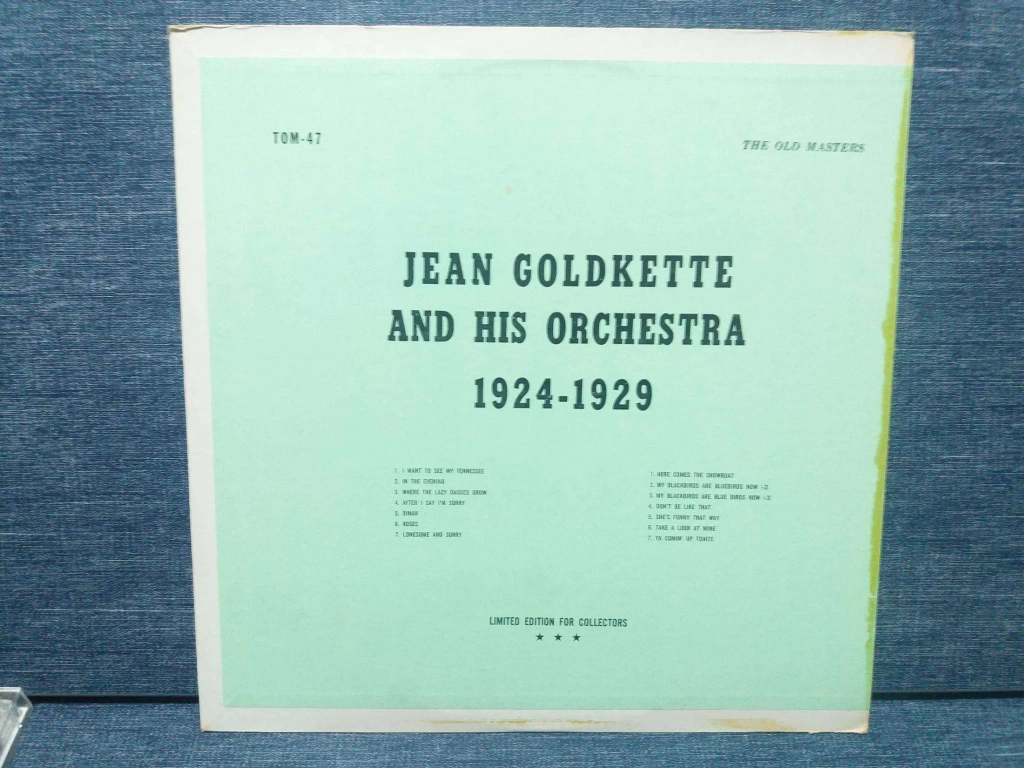 TOM-47
THE OLD MASTERS
JEAN GOLDKETTE
AND HIS ORCHESTRA
1924-1929
1. I WANT TO SEE MY TENNESSEE
2. IN THE EVENING
3. WHERE THE LAZY DAISIES GROW
4. AFTER I SAY I'M SORRY
5. DINAH
6. ROSES
7. LONESOME AND SORRY
1. HERE COMES THE SHOWBOAT
2. MY BLACKBIRDS ARE BLUEBIRDS NOW (-2)
3. MY BLACKBIRDS ARE BLUE BIRDS NOW (-3)
4. DON'T BE LIKE THAT
5. SHE'S FUNNY THAT WAY
6. TAKE A LOOK AT MINE
7. YA COMIN' UP TONITE
LIMITED EDITION FOR COLLECTORS
★ ★ ★